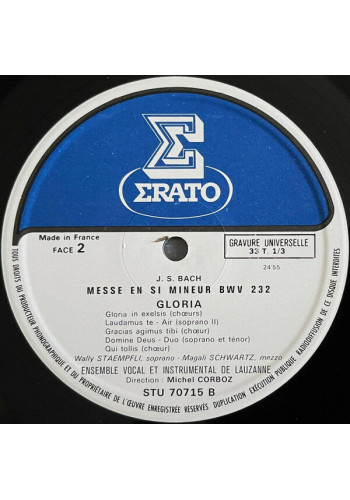 ERATO
Made in France
FACE 2
GRAVURE UNIVERSELLE
33 T. 1/3
2455
J. S. BACH
MESSE EN SI MINEUR BWV 232
GLORIA
Gloria in exelsis (chœurs)
Laudamus te - Air (soprano II)
Gracias agimus tibi (chœur)
Domine Deus - Duo (soprano et ténor)
Qui tollis (chœur)
Wally STAEMPFLI, soprano - Magali SCHWARTZ, mezzo
ENSEMBLE VOCAL ET INSTRUMENTAL DE LAUZANNE
Direction : Michel CORBOZ
STU 70715 B
TOUS DROITS DU PRODUCTEUR PHONOGRAPHIQUE ET DU PROPRIÉTAIRE DE L'ŒUVRE ENREGISTRÉE RÉSERVÉS. DUPLICATION, EXÉCUTION PUBLIQUE RADIODIFFUSION DE CE DISQUE INTERDITES